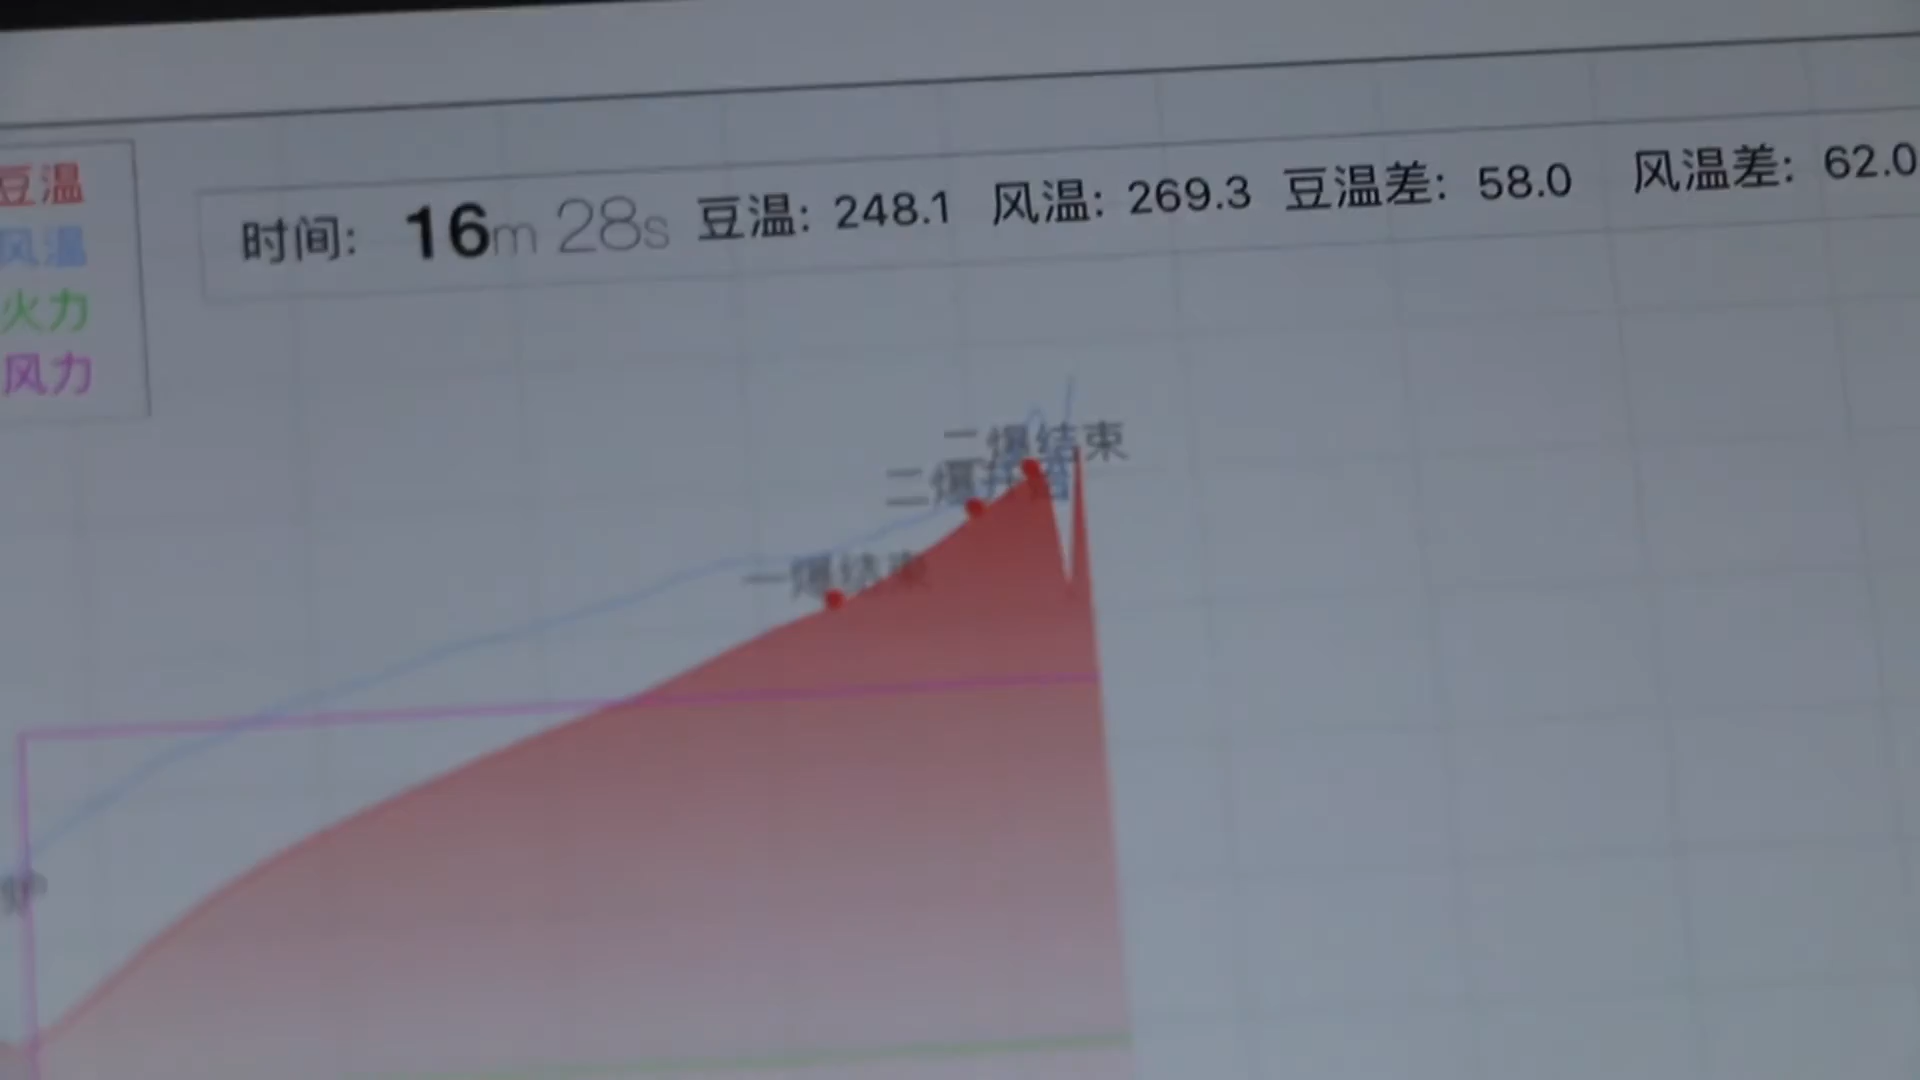 豆温
风温
火力
风力
时间: 16m 28s 豆温: 248.1 风温: 269.3 豆温差: 58.0 风温差: 62.0
二爆结束
二爆开始
一爆结束